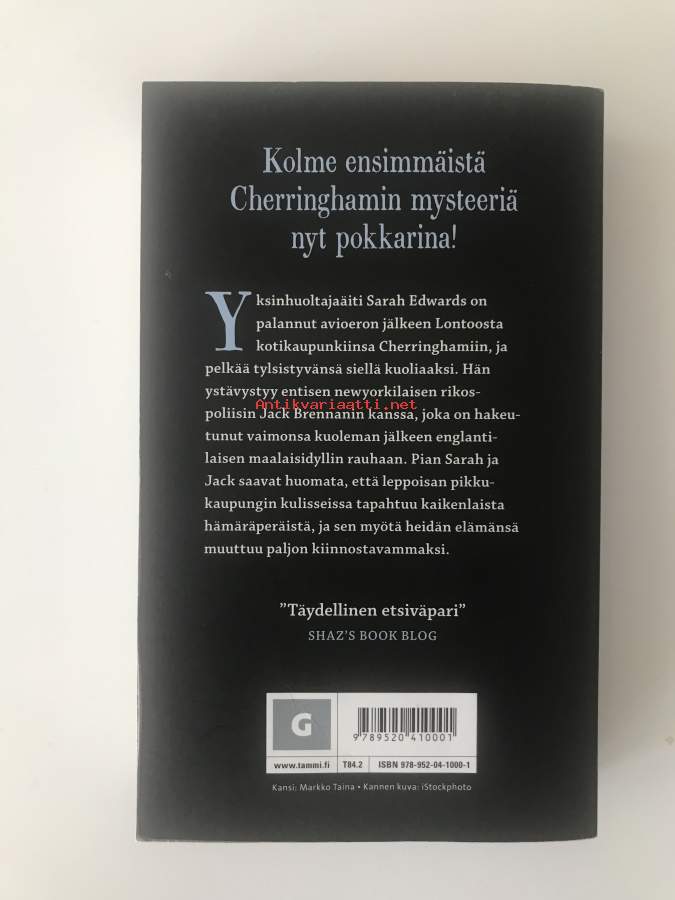 Kolme ensimmäistä
Cherringhamin mysteeriä
nyt pokkarina!
Yksinhuoltajaäiti Sarah Edwards on
palannut avioeron jälkeen Lontoosta
kotikaupunkiinsa Cherringhamiin, ja
pelkää tylsistyvänsä siellä kuoliaaksi. Hän
ystävystyy entisen newyorkilaisen rikos-
poliisin Jack Brennanin kanssa, joka on hakeu-
Antikvariaatti.net
tunut vaimonsa kuoleman jälkeen englanti-
laisen maalaisidyllin rauhaan. Pian Sarah ja
Jack saavat huomata, että leppoisan pikku-
kaupungin kulisseissa tapahtuu kaikenlaista
hämäräperäistä, ja sen myötä heidän elämänsä
muuttuu paljon kiinnostavammaksi.
”Täydellinen etsiväpari”
SHAZ'S BOOK BLOG
G
9 789520 410001
www.tammi.fi T84.2 ISBN 978-952-04-1000-1
Kansi: Markko Taina • Kannen kuva: iStockphoto